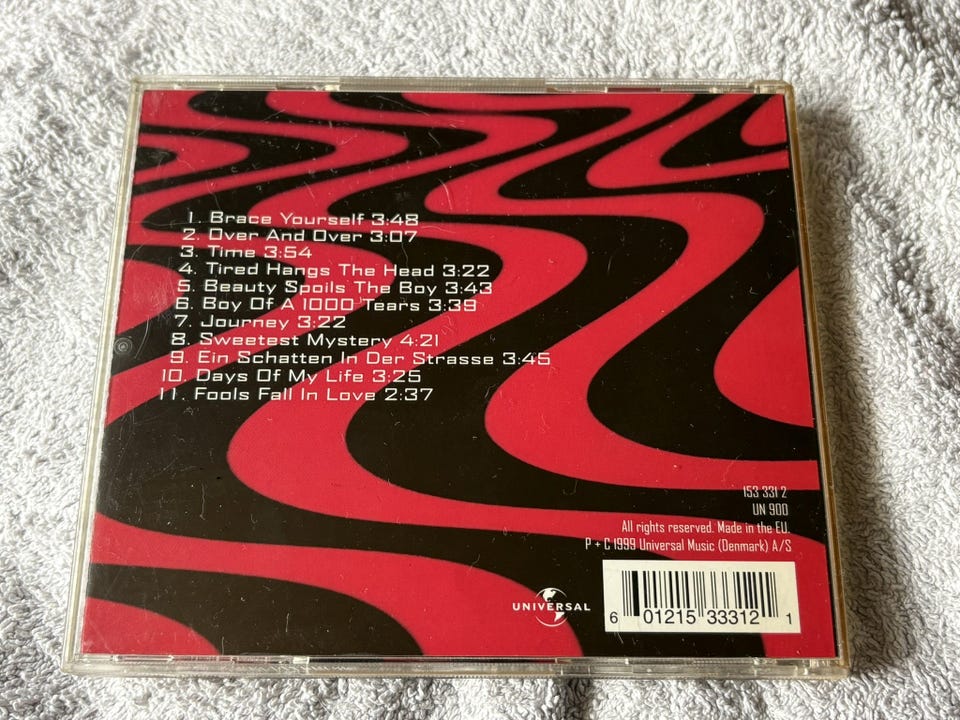 1. Brace Yourself 3:48
2. Over And Over 3:07
3. Time 3:54
4. Tired Hangs The Head 3:22
5. Beauty Spoils The Boy 3:43
6. Boy Of A 1000 Tears 3:39
7. Journey 3:22
8. Sweetest Mystery 4:21
9. Ein Schatten In Der Strasse 3:45
10. Days Of My Life 3:25
11. Fools Fall In Love 2:37
153 331 2
UN 900
All rights reserved. Made in the EU.
P + C 1999 Universal Music (Denmark) A/S
UNIVERSAL
6 01215 33312 1